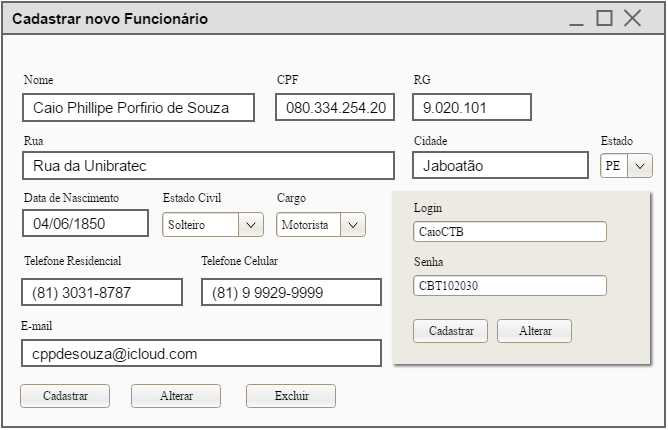 Cadastrar novo Funcionário
Nome CPF RG
Caio Phillipe Porfirio de Souza 080.334.254.20 9.020.101
Rua Cidade Estado
Rua da Unibratec Jaboatão PE
Data de Nascimento Estado Civil Cargo
04/06/1850 Solteiro Motorista
Login
CaioCTB
Senha
CBT102030
Cadastrar Alterar
Telefone Residencial Telefone Celular
(81) 3031-8787 (81) 9 9929-9999
E-mail
cppdesouza@icloud.com
Cadastrar Alterar Excluir